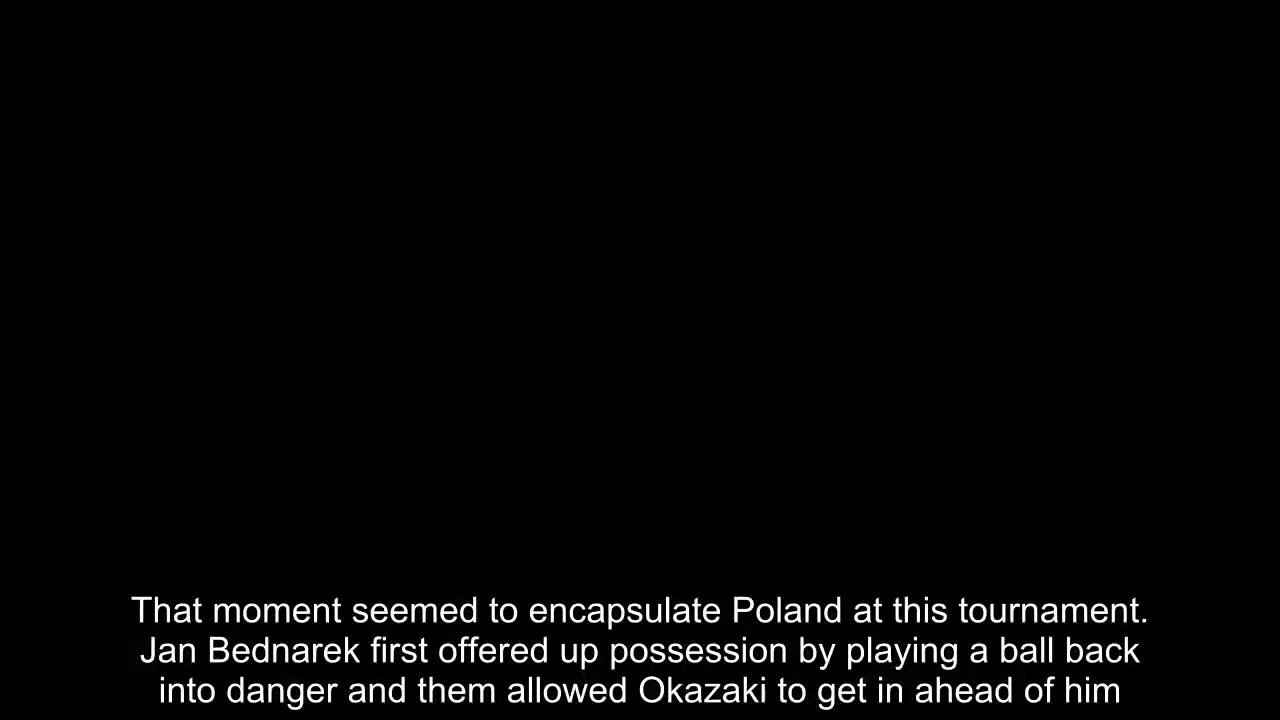 That moment seemed to encapsulate Poland at this tournament.
Jan Bednarek first offered up possession by playing a ball back
into danger and them allowed Okazaki to get in ahead of him